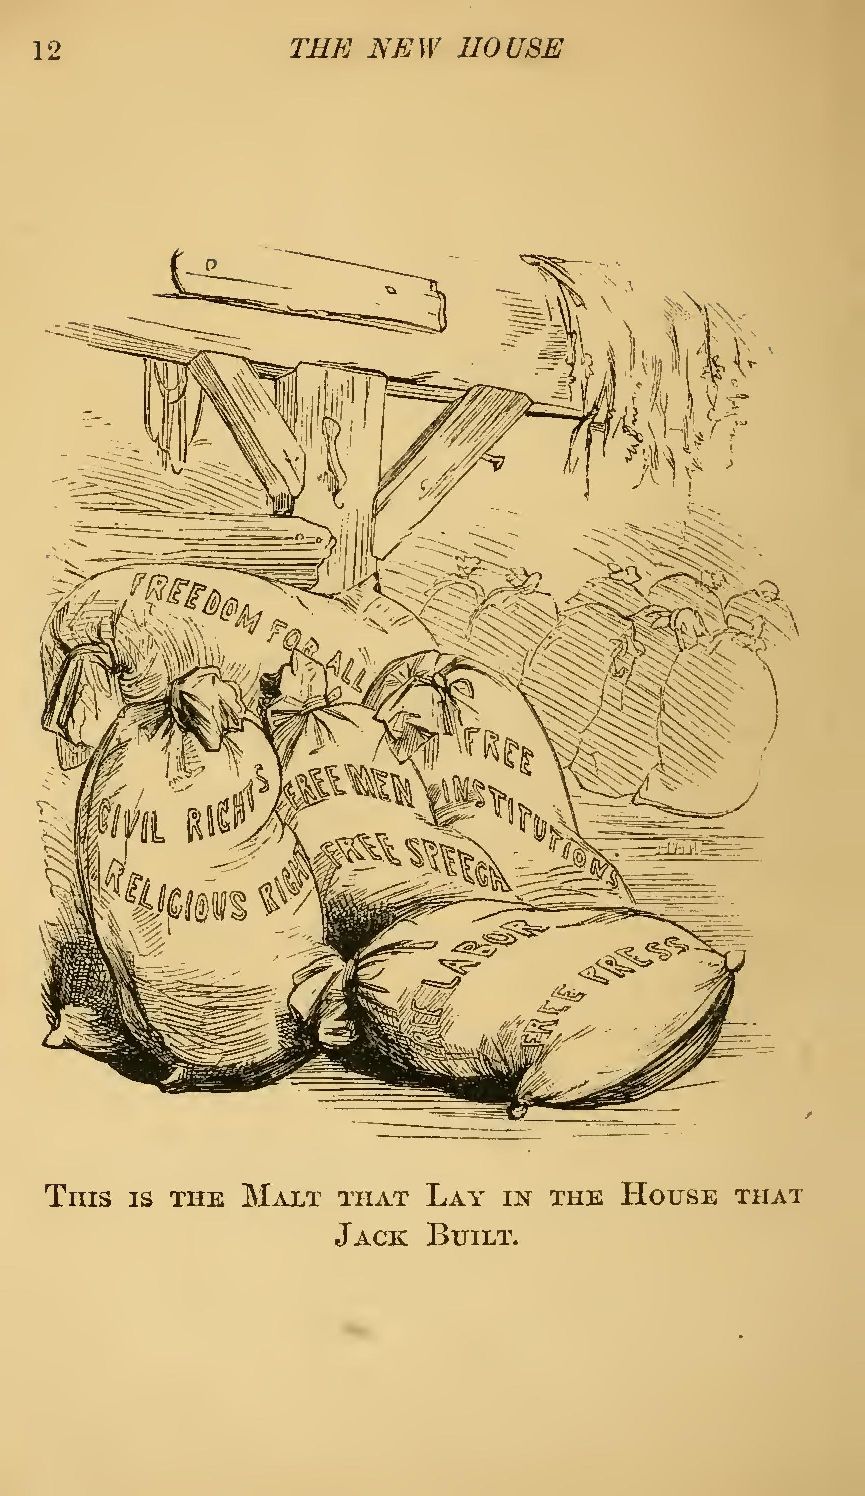 12 THE NEW HOUSE
FREEDOM FOR ALL
FREE
INSTITUTIONS
FREE MEN
FREE SPEECH
CIVIL RIGHTS
RELIGIOUS RIGHT
LABOR
FREE PRESS
THIS IS THE MALT THAT LAY IN THE HOUSE THAT
JACK BUILT.